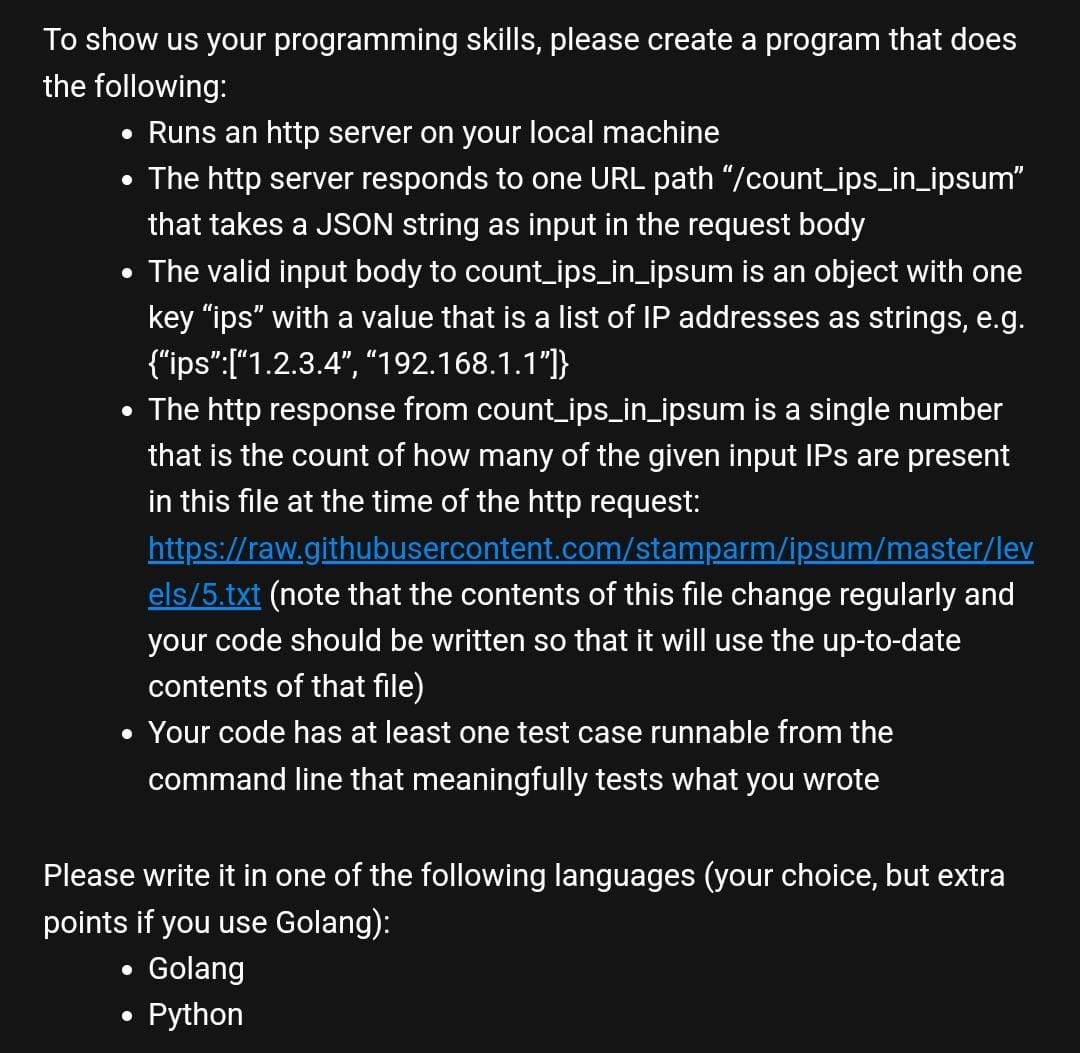 To show us your programming skills, please create a program that does
the following:
• Runs an http server on your local machine
• The http server responds to one URL path “/count_ips_in_ipsum”
that takes a JSON string as input in the request body
• The valid input body to count_ips_in_ipsum is an object with one
key “ips” with a value that is a list of IP addresses as strings, e.g.
{“ips”:[“1.2.3.4”, “192.168.1.1”]}
• The http response from count_ips_in_ipsum is a single number
that is the count of how many of the given input IPs are present
in this file at the time of the http request:
https://raw.githubusercontent.com/stamparm/ipsum/master/lev
els/5.txt (note that the contents of this file change regularly and
your code should be written so that it will use the up-to-date
contents of that file)
• Your code has at least one test case runnable from the
command line that meaningfully tests what you wrote
Please write it in one of the following languages (your choice, but extra
points if you use Golang):
• Golang
• Python